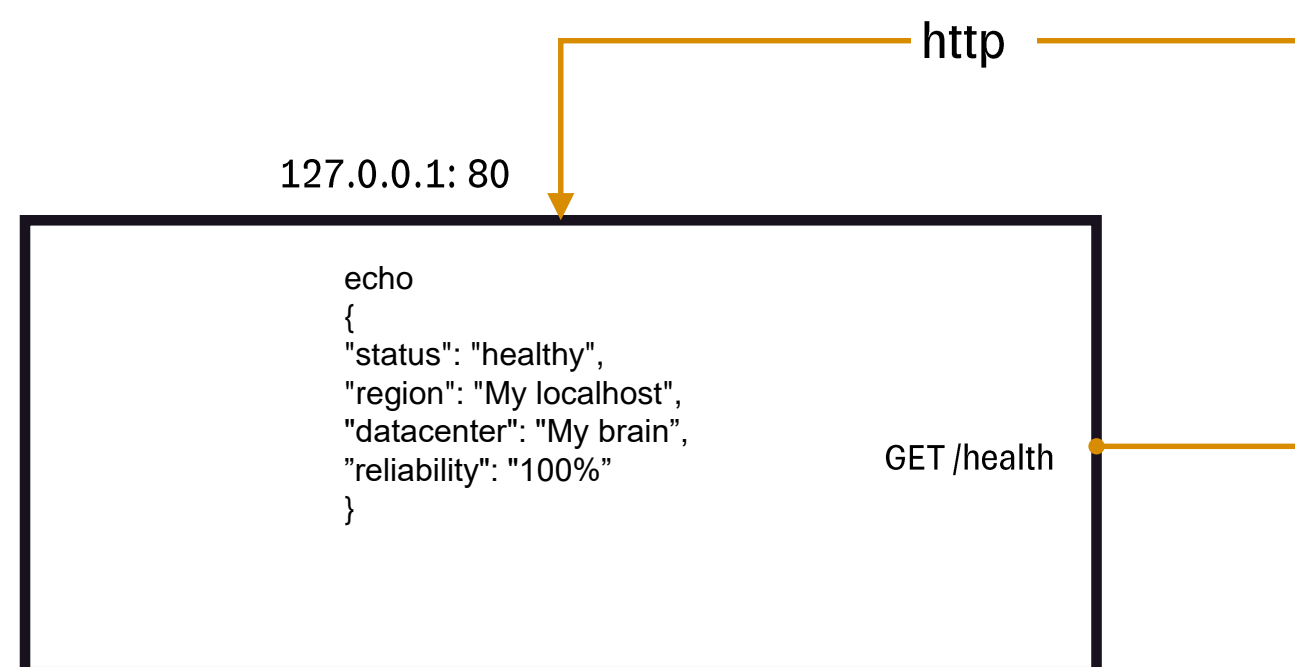 http
127.0.0.1: 80
echo
{
"status": "healthy",
"region": "My localhost",
"datacenter": "My brain”,
”reliability": "100%”
}
GET /health